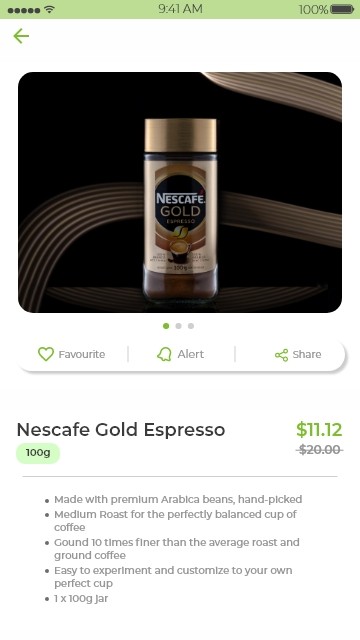 9:41 AM
100%
NESCAFÉ.
GOLD
ESPRESSO
100g
Favourite
Alert
Share
Nescafe Gold Espresso
$11.12
100g
$20.00
Made with premium Arabica beans, hand-picked
Medium Roast for the perfectly balanced cup of
coffee
Gound 10 times finer than the average roast and
ground coffee
Easy to experiment and customize to your own
perfect cup
1 x 100g jar